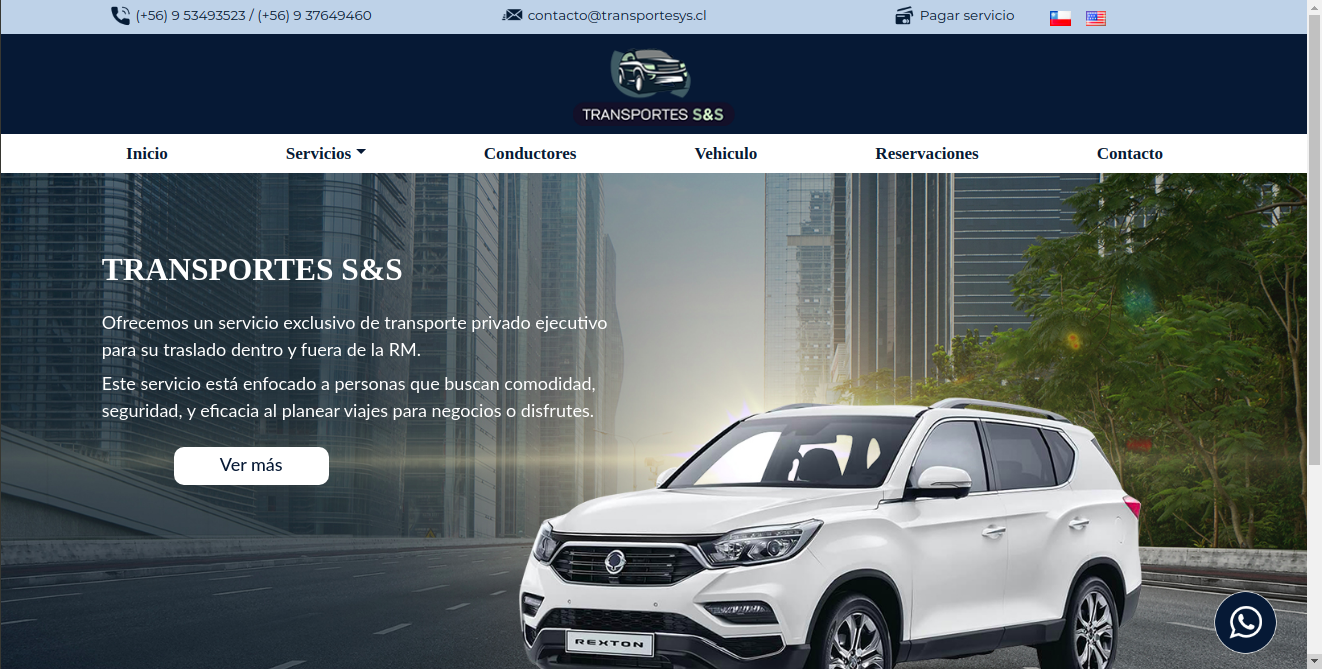 (+56) 9 53493523 / (+56) 9 37649460
contacto@transportesys.cl
Pagar servicio
TRANSPORTES S&S
Inicio
Servicios
Conductores
Vehiculo
Reservaciones
Contacto
TRANSPORTES S&S
Ofrecemos un servicio exclusivo de transporte privado ejecutivo
para su traslado dentro y fuera de la RM.
Este servicio está enfocado a personas que buscan comodidad,
seguridad, y eficacia al planear viajes para negocios o disfrutes.
Ver más
REXTON